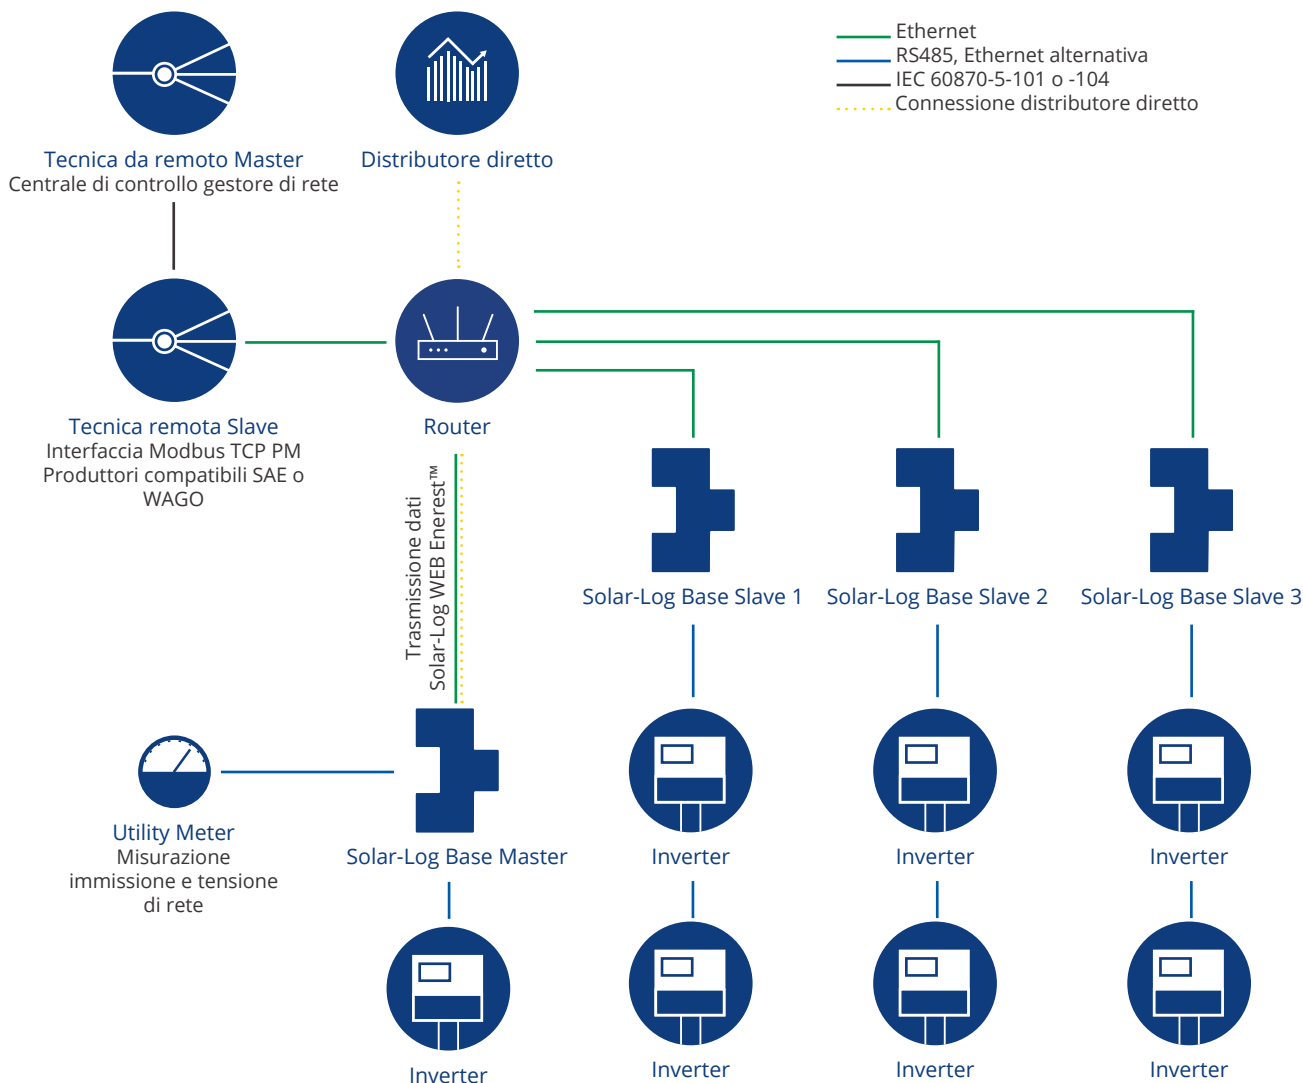 Ethernet
RS485, Ethernet alternativa
IEC 60870-5-101 o -104
Connessione distributore diretto
Tecnica da remoto Master
Centrale di controllo gestore di rete
Distributore diretto
Tecnica remota Slave
Interfaccia Modbus TCP PM
Produttori compatibili SAE o
WAGO
Router
Trasmissione dati
Solar-Log WEB Enerest™
Solar-Log Base Slave 1
Solar-Log Base Slave 2
Solar-Log Base Slave 3
Utility Meter
Misurazione
immissione e tensione
di rete
Solar-Log Base Master
Inverter
Inverter
Inverter
Inverter
Inverter
Inverter
Inverter